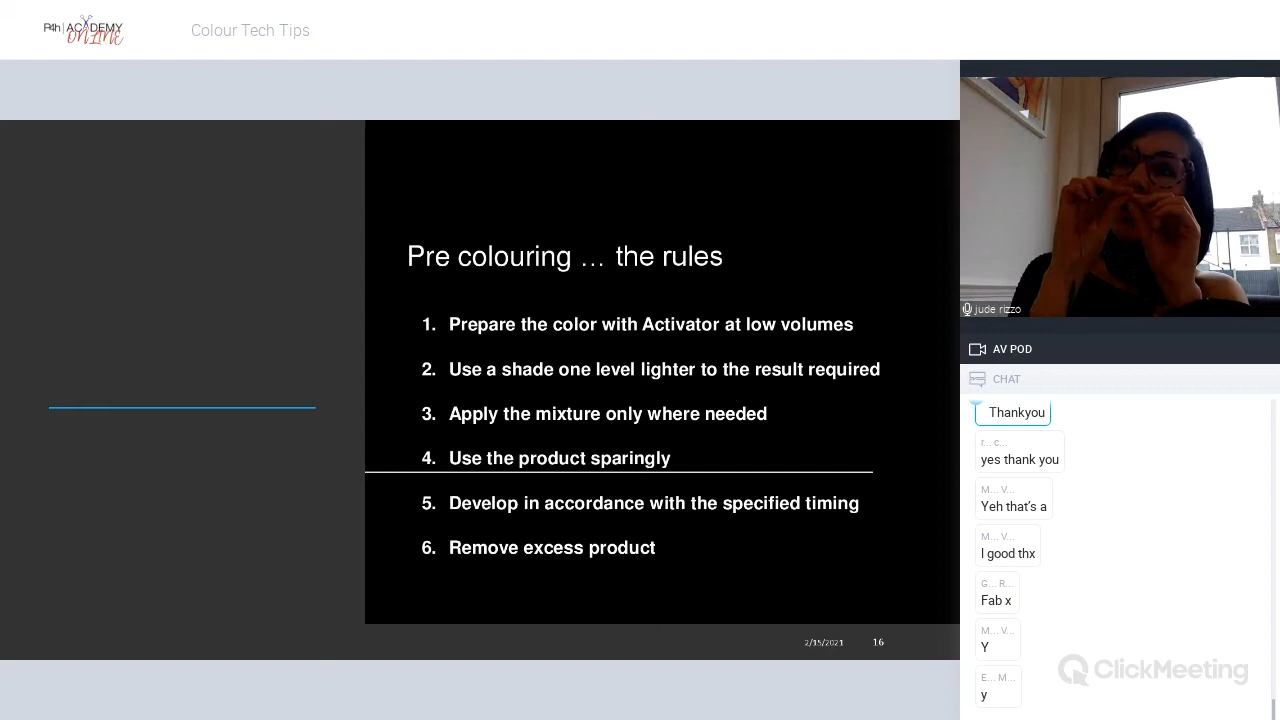 P4h | ACADEMY
ONLINE
Colour Tech Tips
Pre colouring … the rules
1. Prepare the color with Activator at low volumes
2. Use a shade one level lighter to the result required
3. Apply the mixture only where needed
4. Use the product sparingly
5. Develop in accordance with the specified timing
6. Remove excess product
2/15/2021 16
jude rizzo
AV POD
CHAT
Thankyou
r... c...
yes thank you
M... V...
Yeh that’s a
M... V...
I good thx
G... R...
Fab x
M... V...
Y
E... M...
y
ClickMeeting